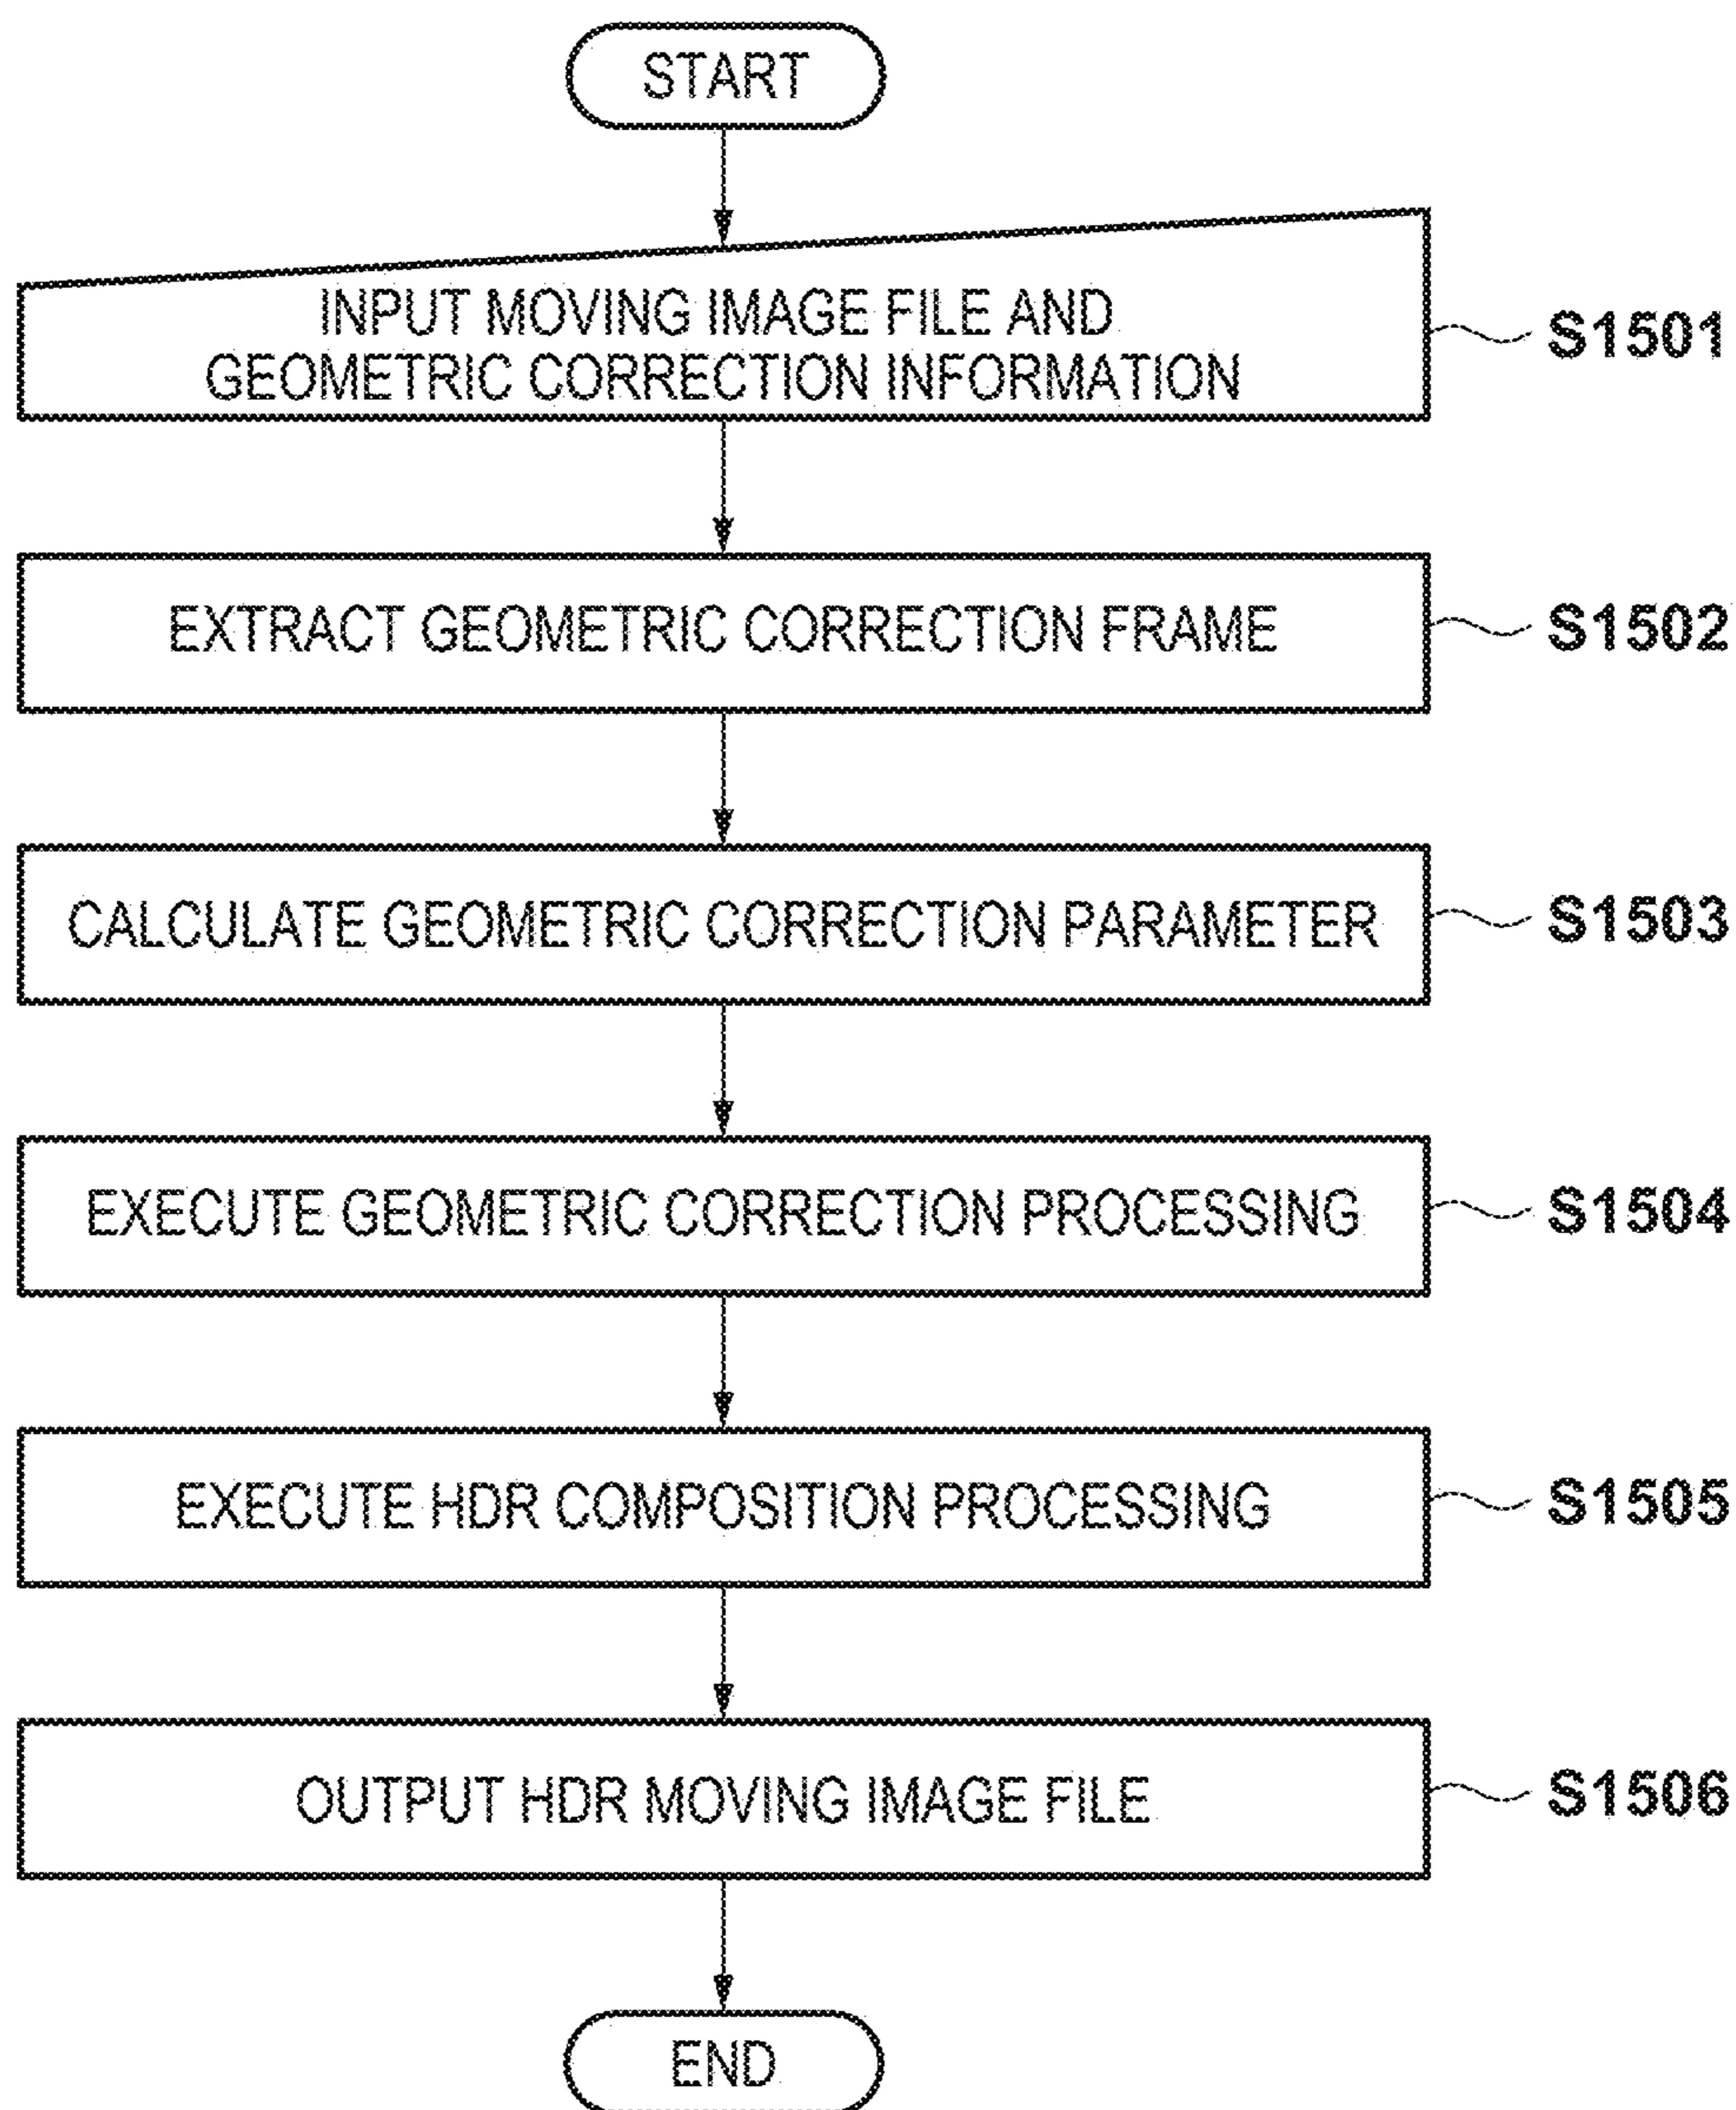 START
INPUT MOVING IMAGE FILE AND
GEOMETRIC CORRECTION INFORMATION
S1501
EXTRACT GEOMETRIC CORRECTION FRAME
S1502
CALCULATE GEOMETRIC CORRECTION PARAMETER
S1503
EXECUTE GEOMETRIC CORRECTION PROCESSING
S1504
EXECUTE HDR COMPOSITION PROCESSING
S1505
OUTPUT HDR MOVING IMAGE FILE
S1506
END